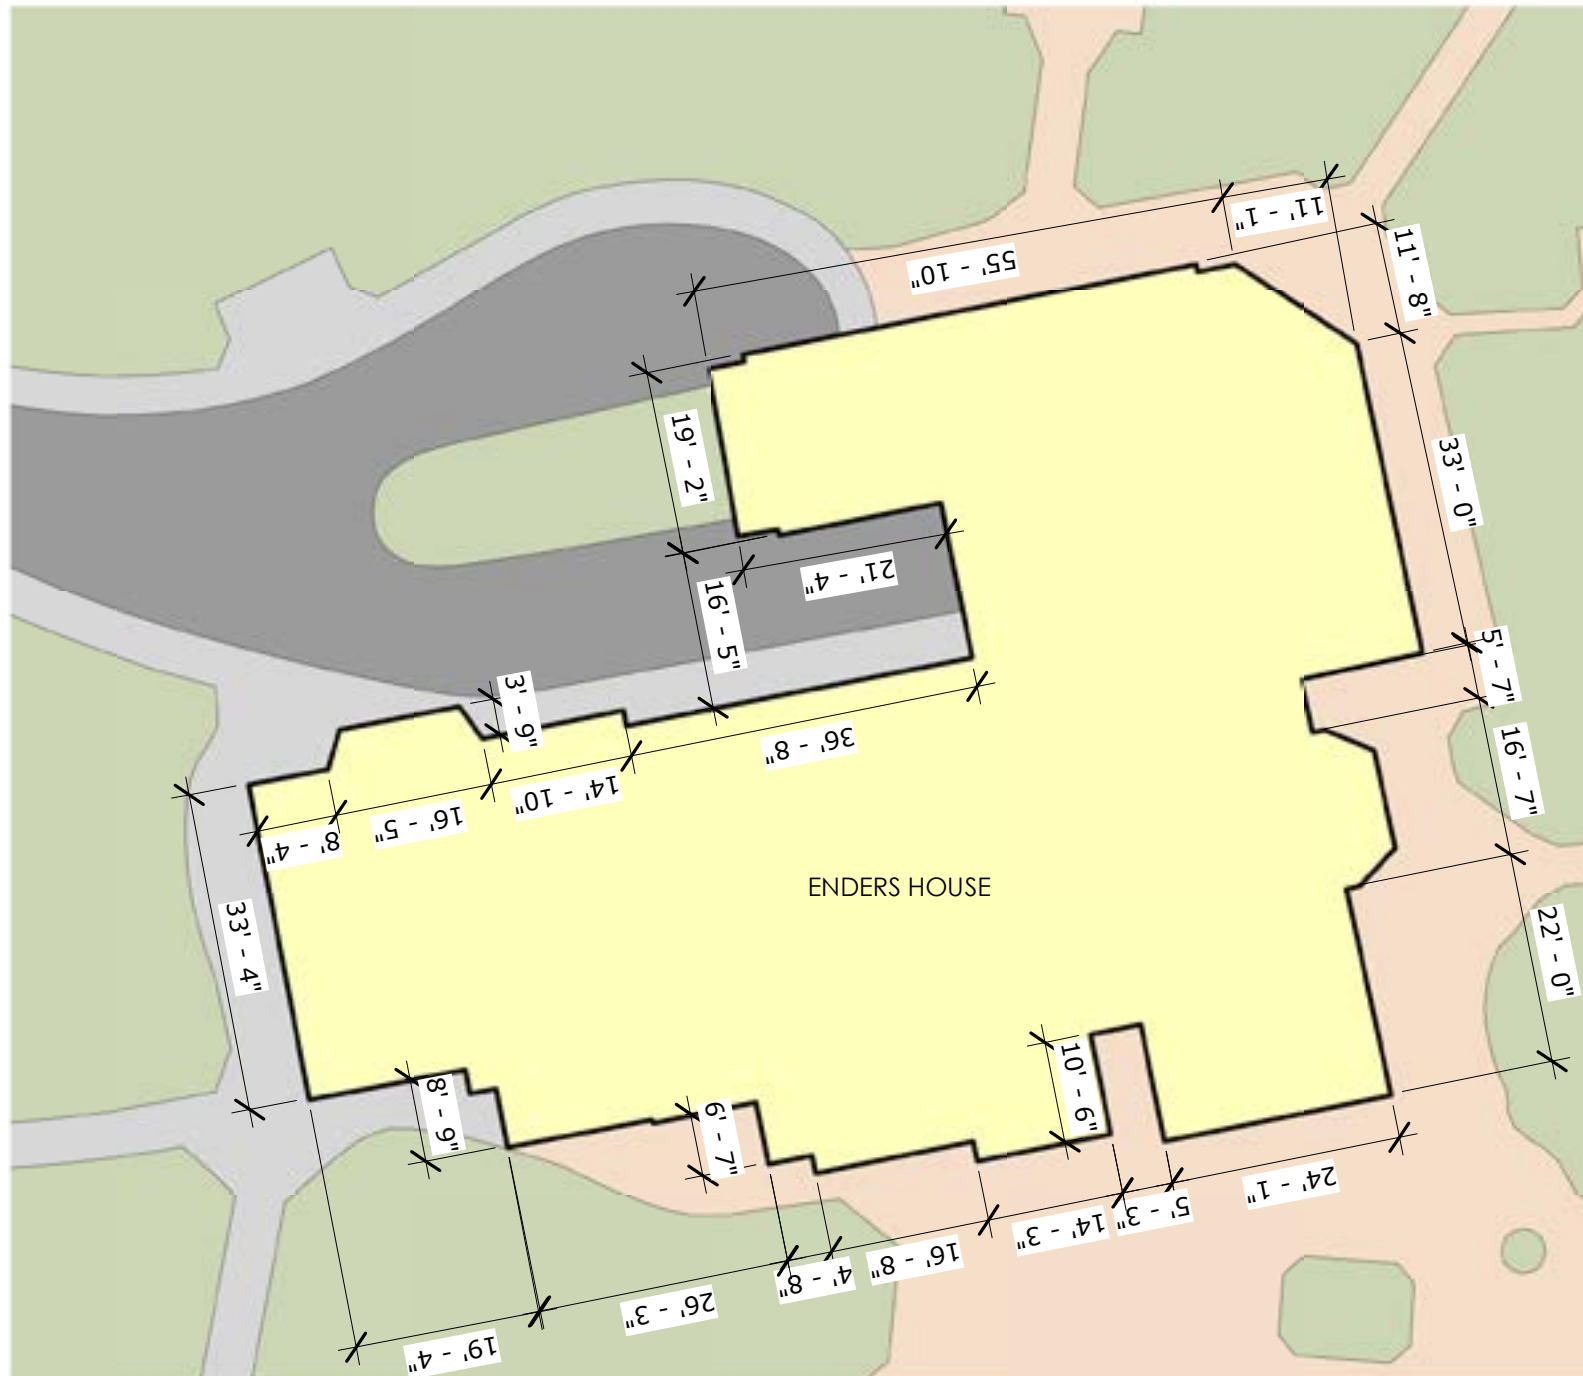 11' - 1"
55' - 10"
11' - 8"
19' - 2"
33' - 0"
21' - 4"
16' - 5"
5' - 7"
3' - 9"
36' - 8"
16' - 7"
14' - 10"
16' - 5"
8' - 4"
ENDERS HOUSE
33' - 4"
22' - 0"
10' - 6"
8' - 9"
6' - 7"
24' - 1"
5' - 3"
14' - 3"
16' - 8"
4' - 8"
26' - 3"
19' - 4"